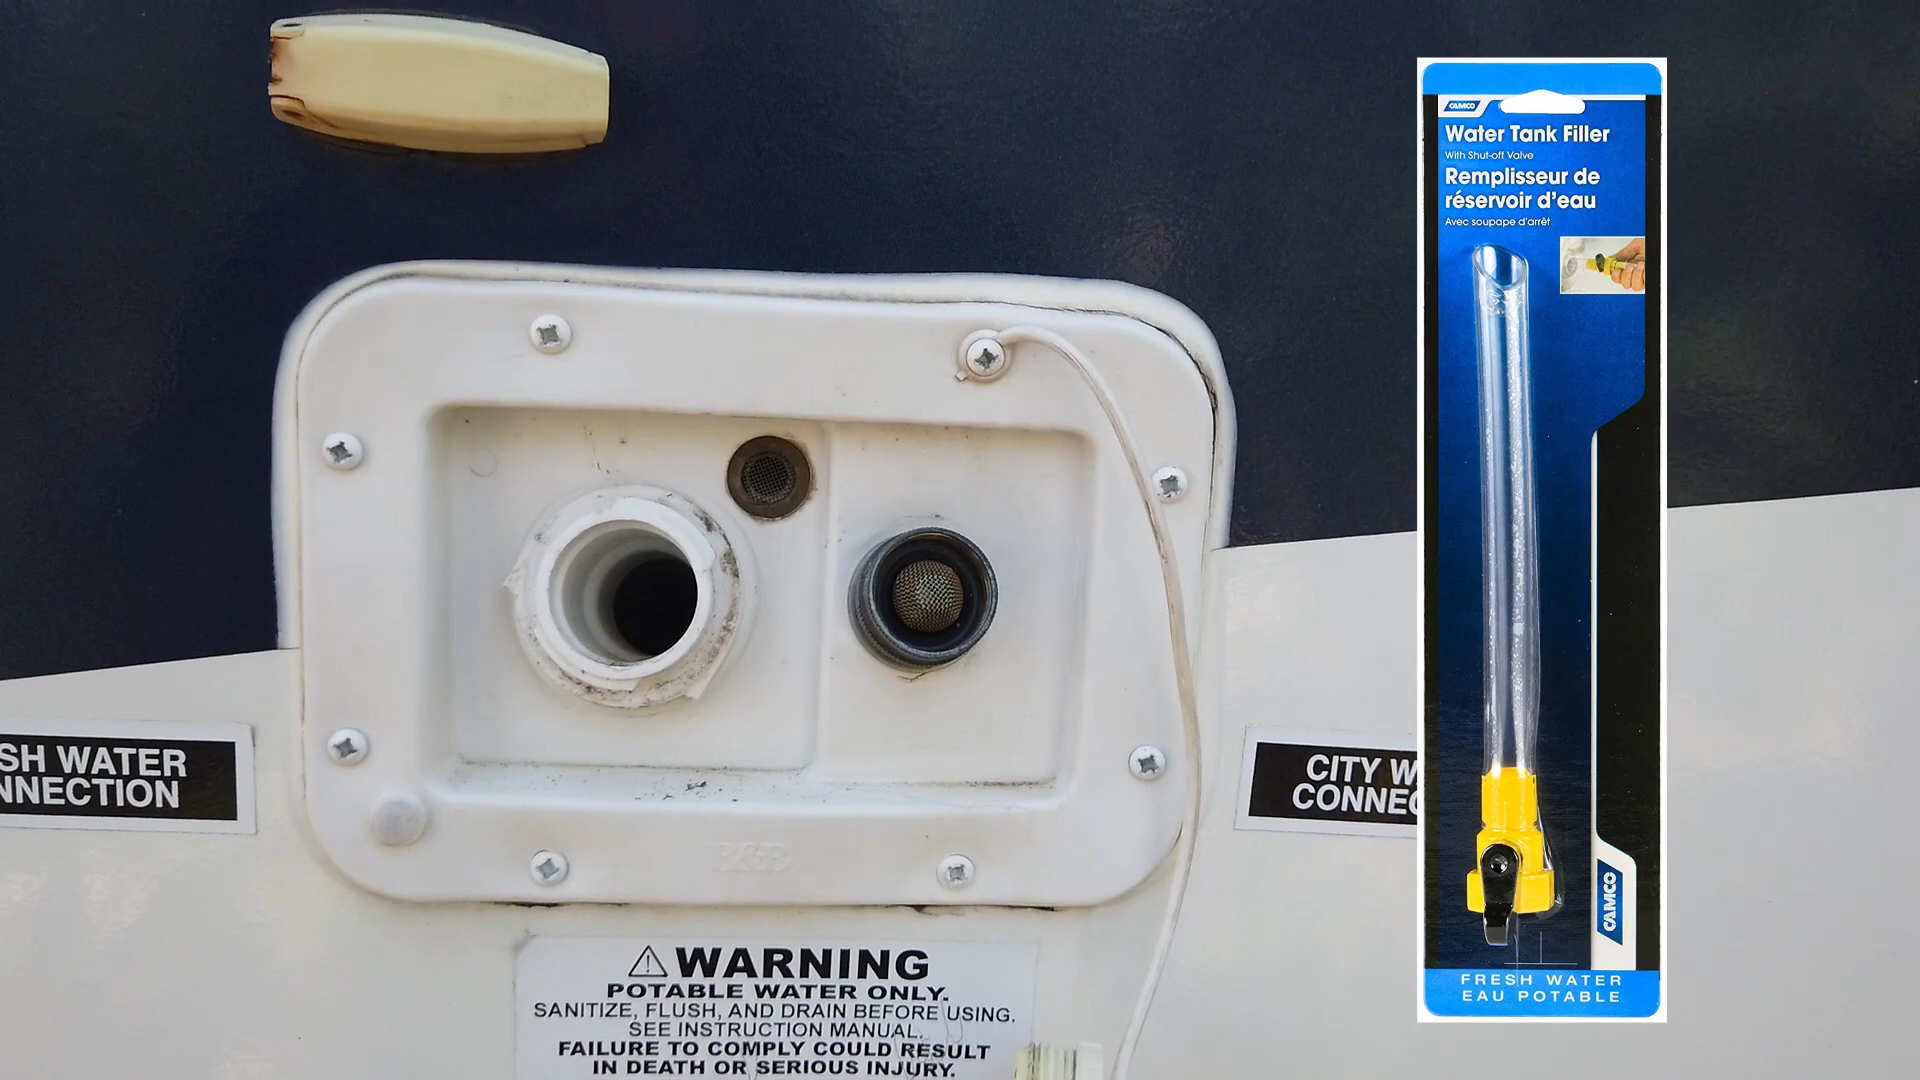 SH WATER
NNECTION
CITY W
CONNEC
WARNING
POTABLE WATER ONLY.
SANITIZE, FLUSH, AND DRAIN BEFORE USING.
SEE INSTRUCTION MANUAL.
FAILURE TO COMPLY COULD RESULT
IN DEATH OR SERIOUS INJURY.
CAMCO
Water Tank Filler
With Shut-off Valve
Remplisseur de
réservoir d'eau
Avec soupape d'arrêt
CAMCO
FRESH WATER
EAU POTABLE